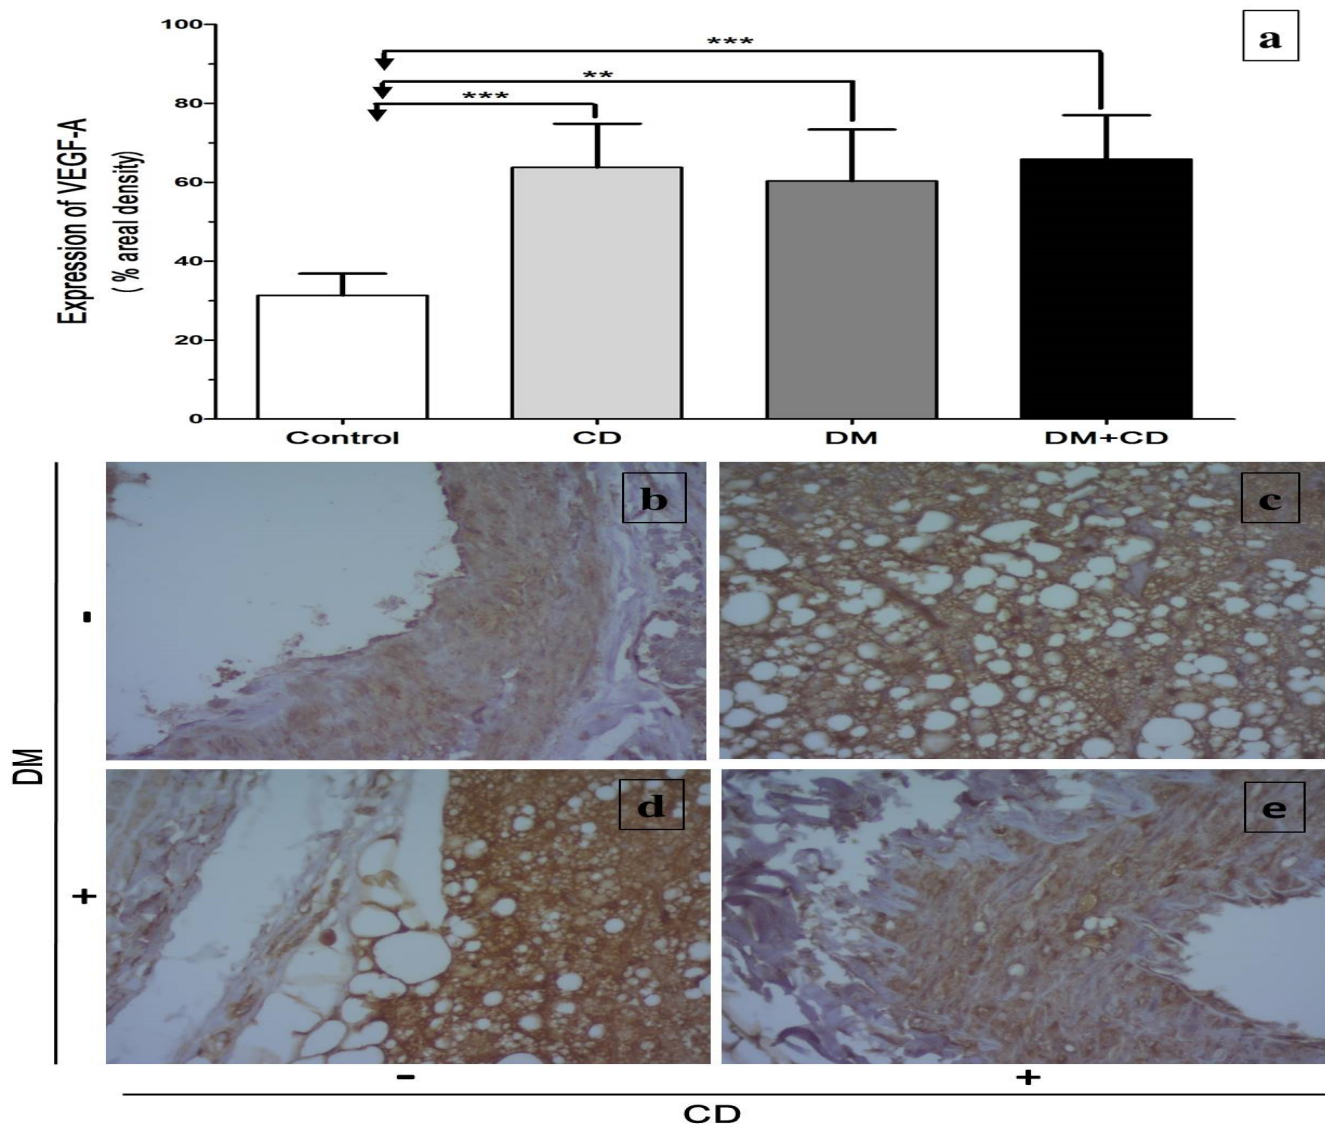 a
100
80
60
40
20
0
Expression of VEGF-A
( % areal density)
***
**
***
Control CD DM DM+CD
b
c
d
e
DM
-
+
-
+
CD